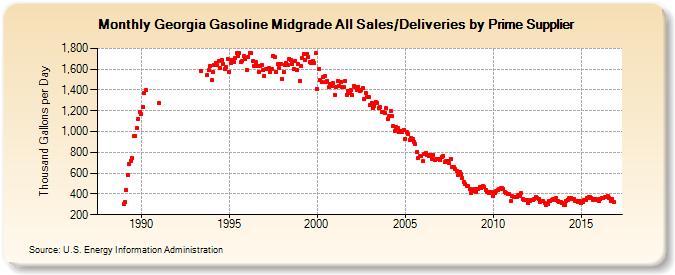 Monthly Georgia Gasoline Midgrade All Sales/Deliveries by Prime Supplier
Thousand Gallons per Day
1,800
1,600
1,400
1,200
1,000
800
600
400
200
1990 1995 2000 2005 2010 2015
Source: U.S. Energy Information Administration